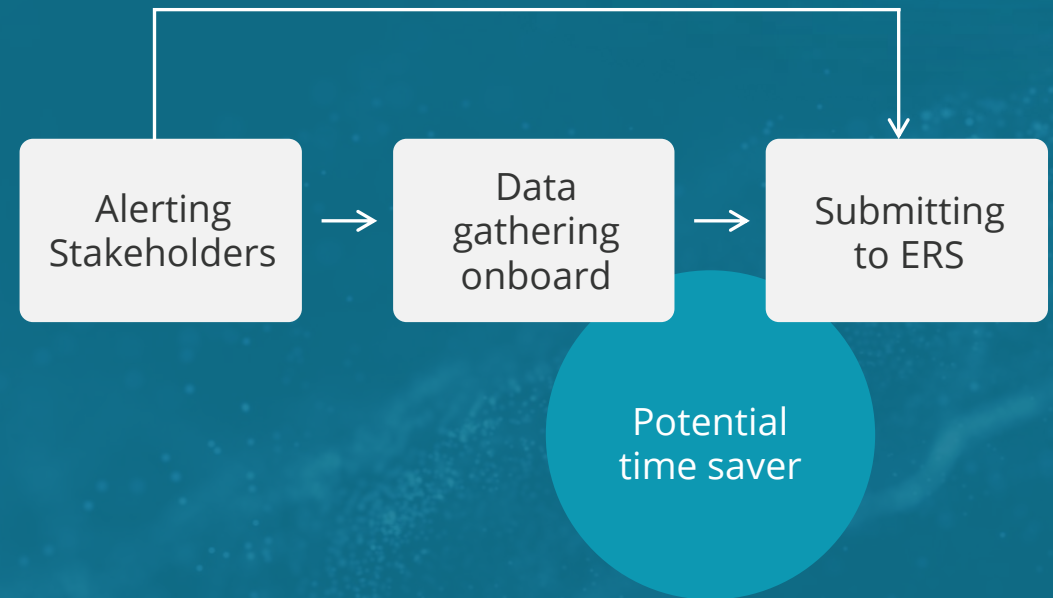 Alerting
Stakeholders
Data
gathering
onboard
Submitting
to ERS
Potential
time saver